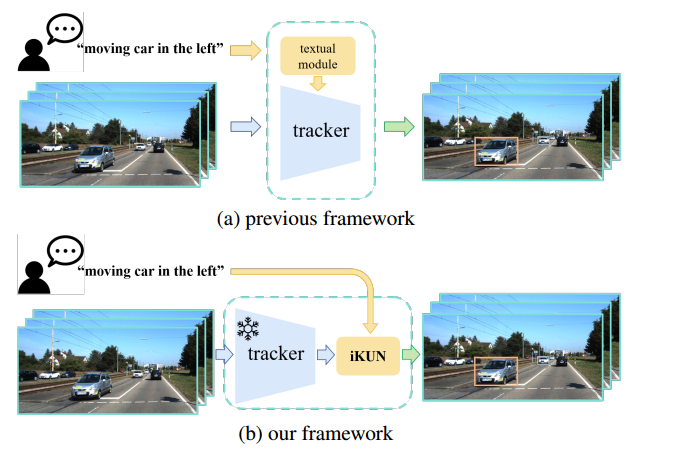 "moving car in the left"
textual
module
tracker
(a) previous framework
"moving car in the left"
tracker
iKUN
(b) our framework